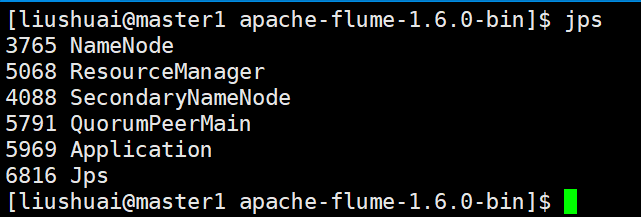 [liushuai@master1 apache-flume-1.6.0-bin]$ jps
3765 NameNode
5068 ResourceManager
4088 SecondaryNameNode
5791 QuorumPeerMain
5969 Application
6816 Jps
[liushuai@master1 apache-flume-1.6.0-bin]$